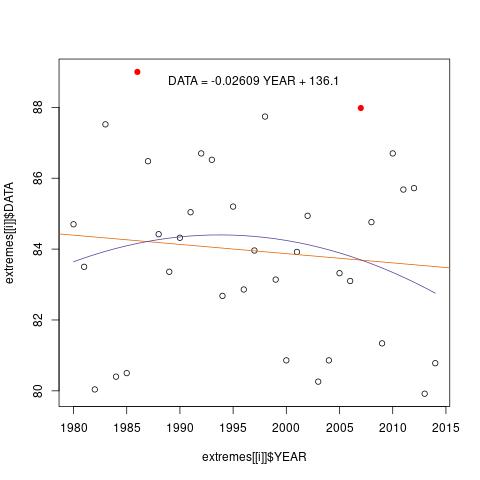 DATA = -0.02609 YEAR + 136.1
extremes[[i]]$DATA
88
86
84
82
80
1980 1985 1990 1995 2000 2005 2010 2015
extremes[[i]]$YEAR